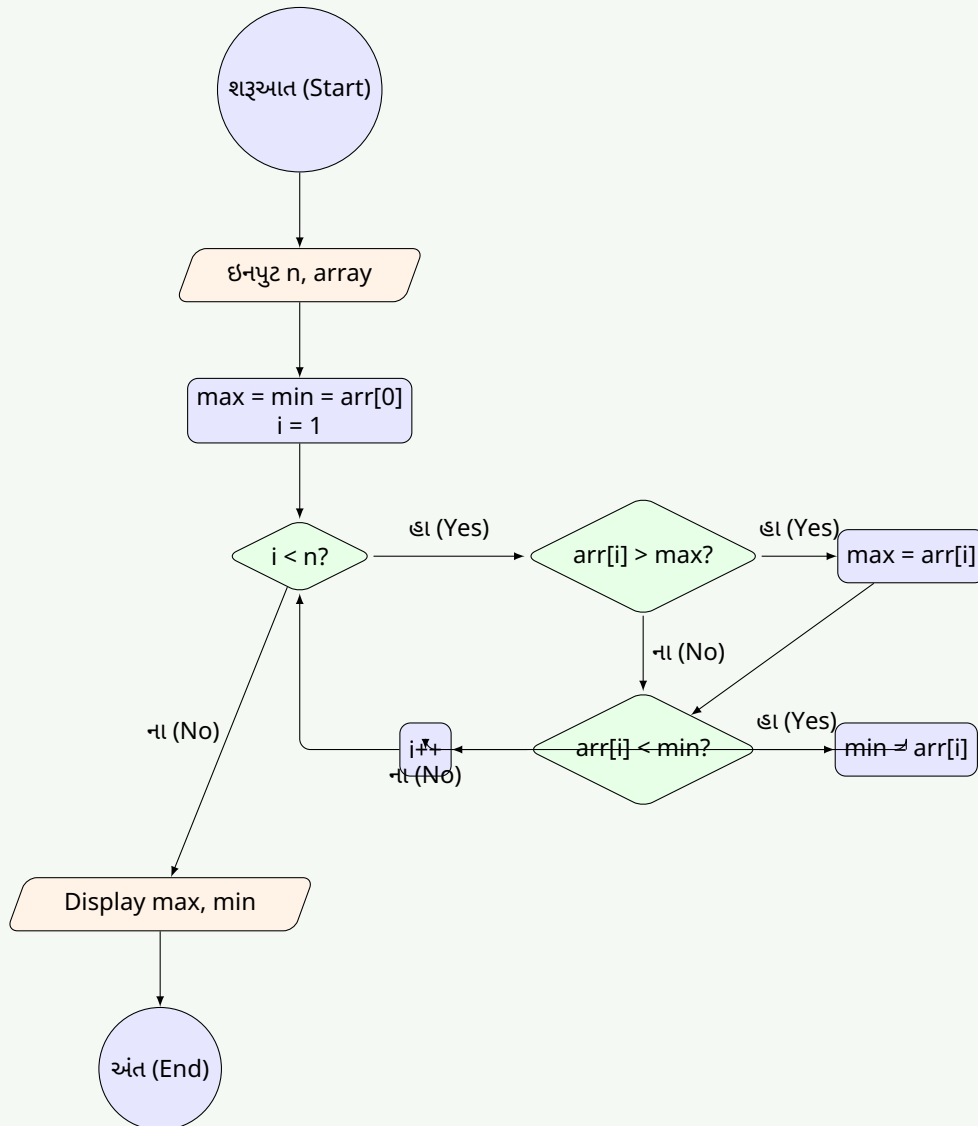 શરૂઆત (Start)
ઇનપુટ n, array
max = min = arr[0]
i = 1
i < n?
હા (Yes)
arr[i] > max?
હા (Yes)
max = arr[i]
ના (No)
ના (No)
i++
ના (No)
arr[i] < min?
હા (Yes)
min = arr[i]
Display max, min
અંત (End)